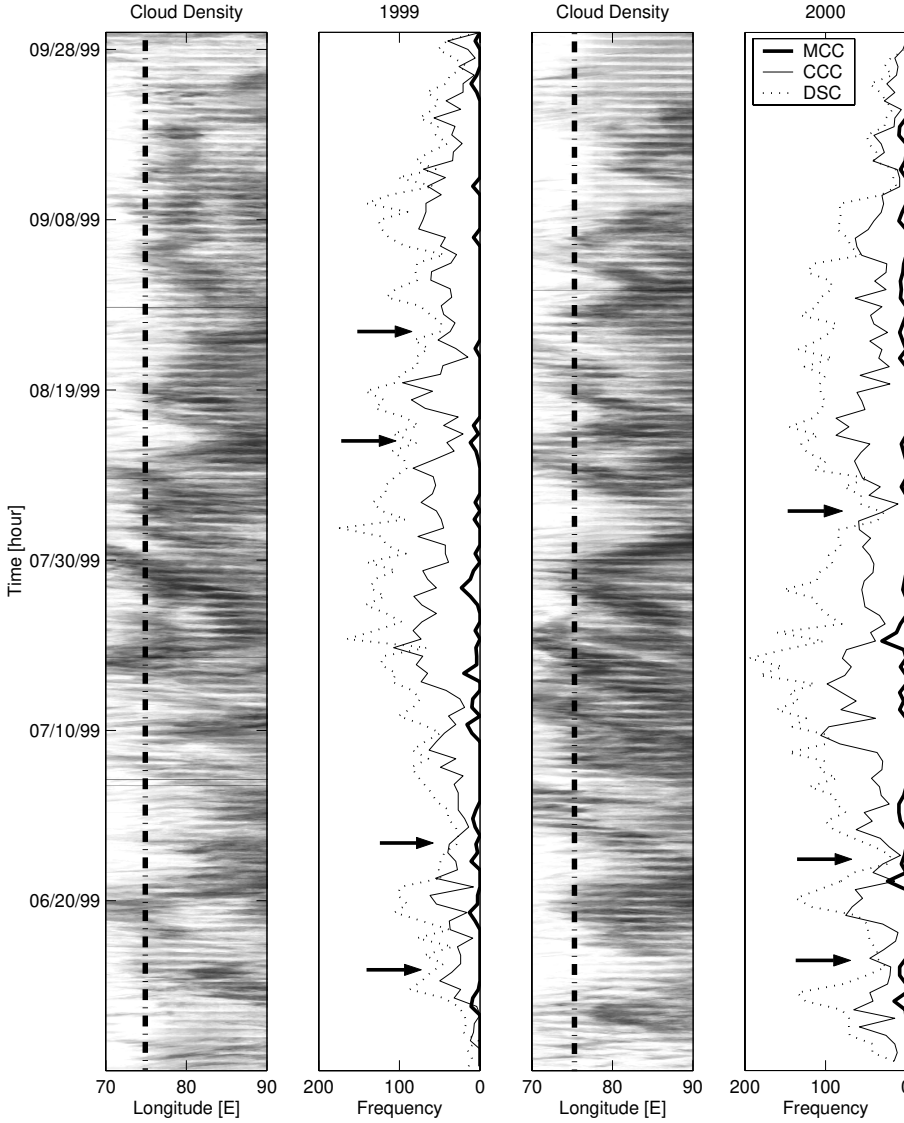 Cloud Density
1999
Cloud Density
2000
MCC
CCC
DSC
09/28/99
09/08/99
08/19/99
07/30/99
07/10/99
06/20/99
Time [hour]
70 80 90
200 100 0
70 80 90
200 100 0
Longitude [E]
Frequency
Longitude [E]
Frequency